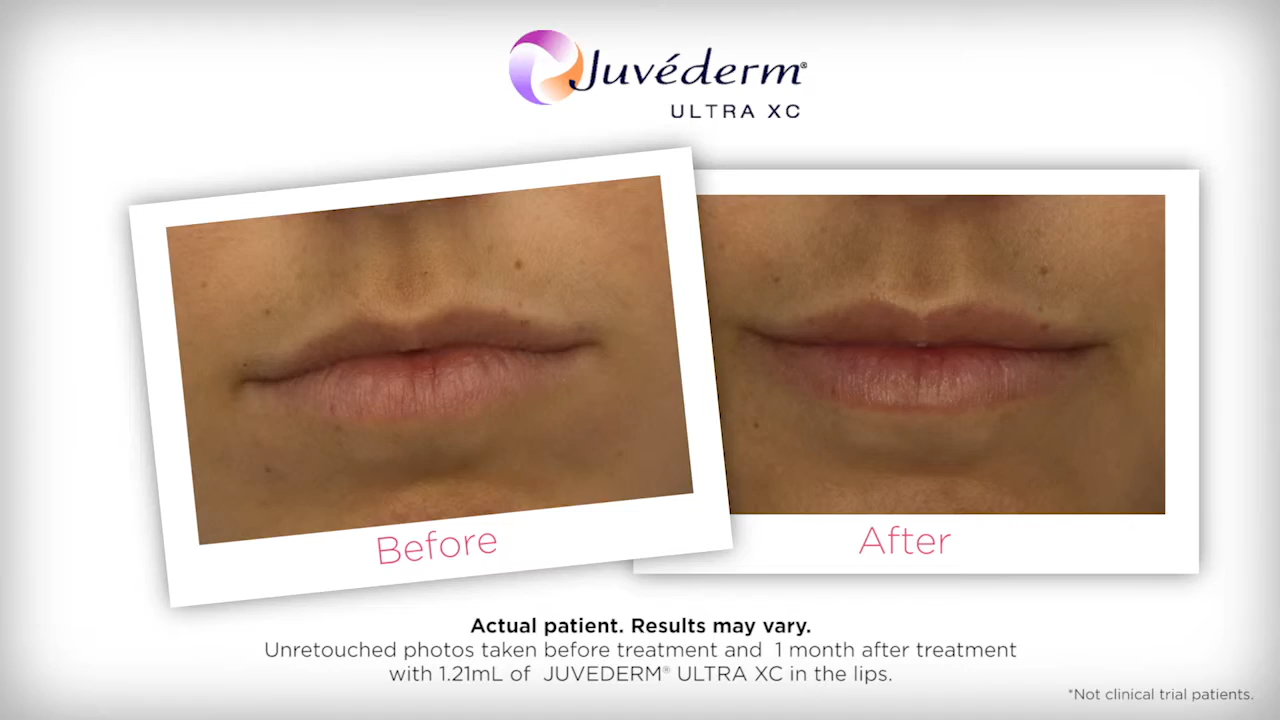 Juvéderm®
ULTRA XC
Before
After
Actual patient. Results may vary.
Unretouched photos taken before treatment and 1 month after treatment
with 1.21mL of JUVEDERM® ULTRA XC in the lips.
*Not clinical trial patients.